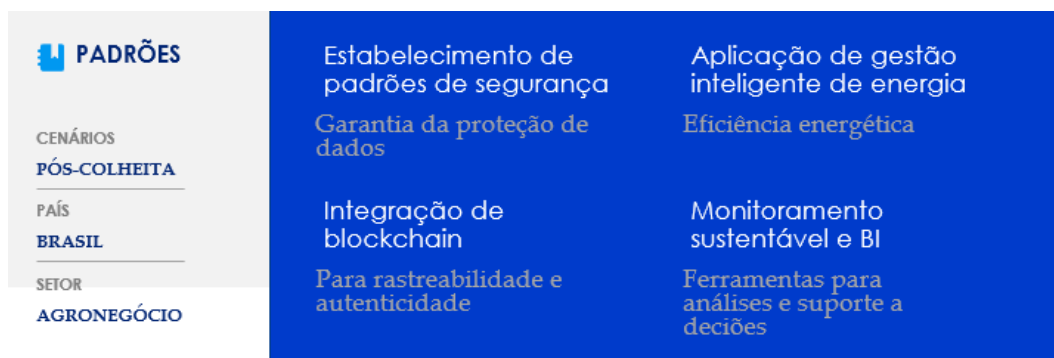 PADRÕES
CENÁRIOS
PÓS-COLHEITA
PAÍS
BRASIL
SETOR
AGRONEGÓCIO
Estabelecimento de
padrões de segurança
Garantia da proteção de
dados
Aplicação de gestão
inteligente de energia
Eficiência energética
Integração de
blockchain
Para rastreabilidade e
autenticidade
Monitoramento
sustentável e BI
Ferramentas para
análises e suporte a
deciões